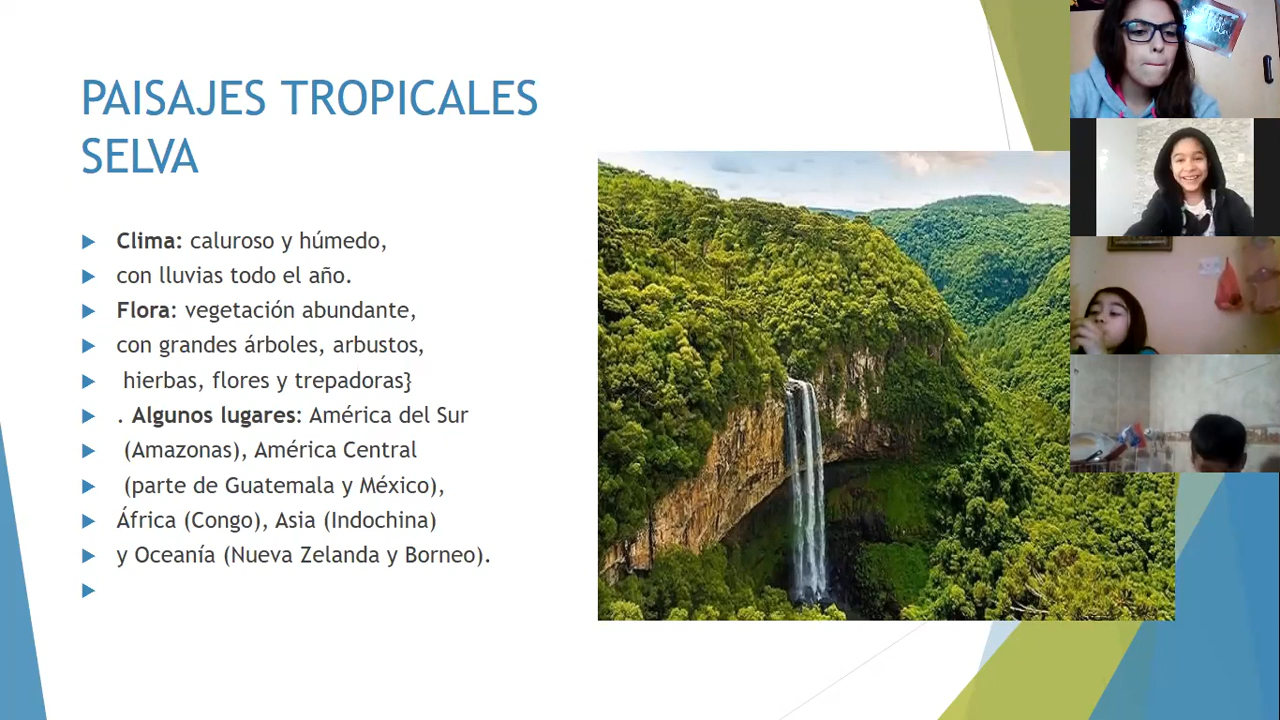 PAISAJES TROPICALES
SELVA
Clima: caluroso y húmedo,
con lluvias todo el año.
Flora: vegetación abundante,
con grandes árboles, arbustos,
hierbas, flores y trepadoras}
. Algunos lugares: América del Sur
(Amazonas), América Central
(parte de Guatemala y México),
África (Congo), Asia (Indochina)
y Oceanía (Nueva Zelanda y Borneo).